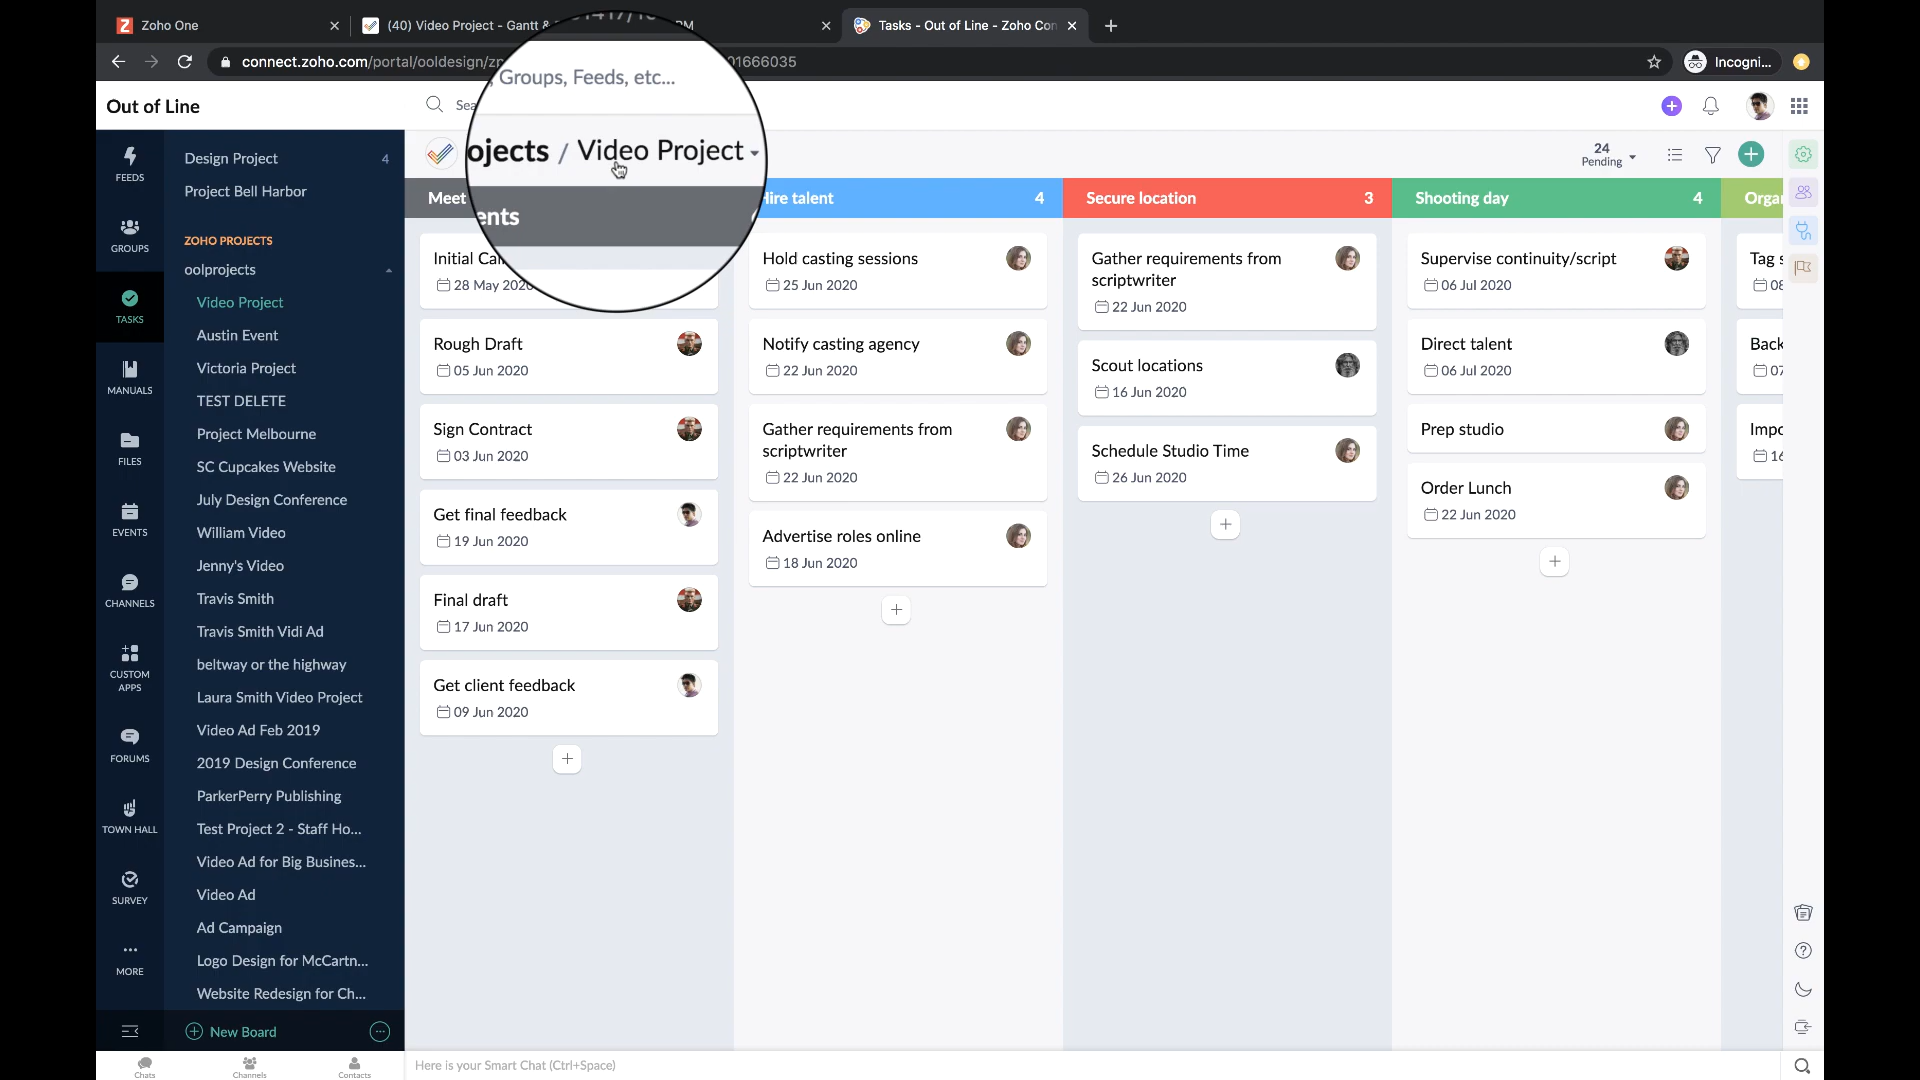 Zoho One
(40) Video Project - Gantt &
PM
Tasks - Out of Line - Zoho Con
connect.zoho.com/portal/ooldesign/zp
01666035
Incogni...
Out of Line
Sea
Groups, Feeds, etc...
ojects / Video Project
ents
24
Pending
FEEDS
GROUPS
TASKS
MANUALS
FILES
EVENTS
CHANNELS
CUSTOM
APPS
FORUMS
TOWN HALL
SURVEY
MORE
Design Project 4
Project Bell Harbor
ZOHO PROJECTS
oolprojects
Video Project
Austin Event
Victoria Project
TEST DELETE
Project Melbourne
SC Cupcakes Website
July Design Conference
William Video
Jenny's Video
Travis Smith
Travis Smith Vidi Ad
beltway or the highway
Laura Smith Video Project
Video Ad Feb 2019
2019 Design Conference
ParkerPerry Publishing
Test Project 2 - Staff Ho...
Video Ad for Big Busines...
Video Ad
Ad Campaign
Logo Design for McCartn...
Website Redesign for Ch...
New Board
Meet
Initial Cal
28 May 2020
Rough Draft
05 Jun 2020
Sign Contract
03 Jun 2020
Get final feedback
19 Jun 2020
Final draft
17 Jun 2020
Get client feedback
09 Jun 2020
Hire talent 4
Hold casting sessions
25 Jun 2020
Notify casting agency
22 Jun 2020
Gather requirements from
scriptwriter
22 Jun 2020
Advertise roles online
18 Jun 2020
Secure location 3
Gather requirements from
scriptwriter
22 Jun 2020
Scout locations
16 Jun 2020
Schedule Studio Time
26 Jun 2020
Shooting day 4
Supervise continuity/script
06 Jul 2020
Direct talent
06 Jul 2020
Prep studio
Order Lunch
22 Jun 2020
Orga
Tag s
08
Back
07
Impo
16
Chats
Channels
Contacts
Here is your Smart Chat (Ctrl+Space)